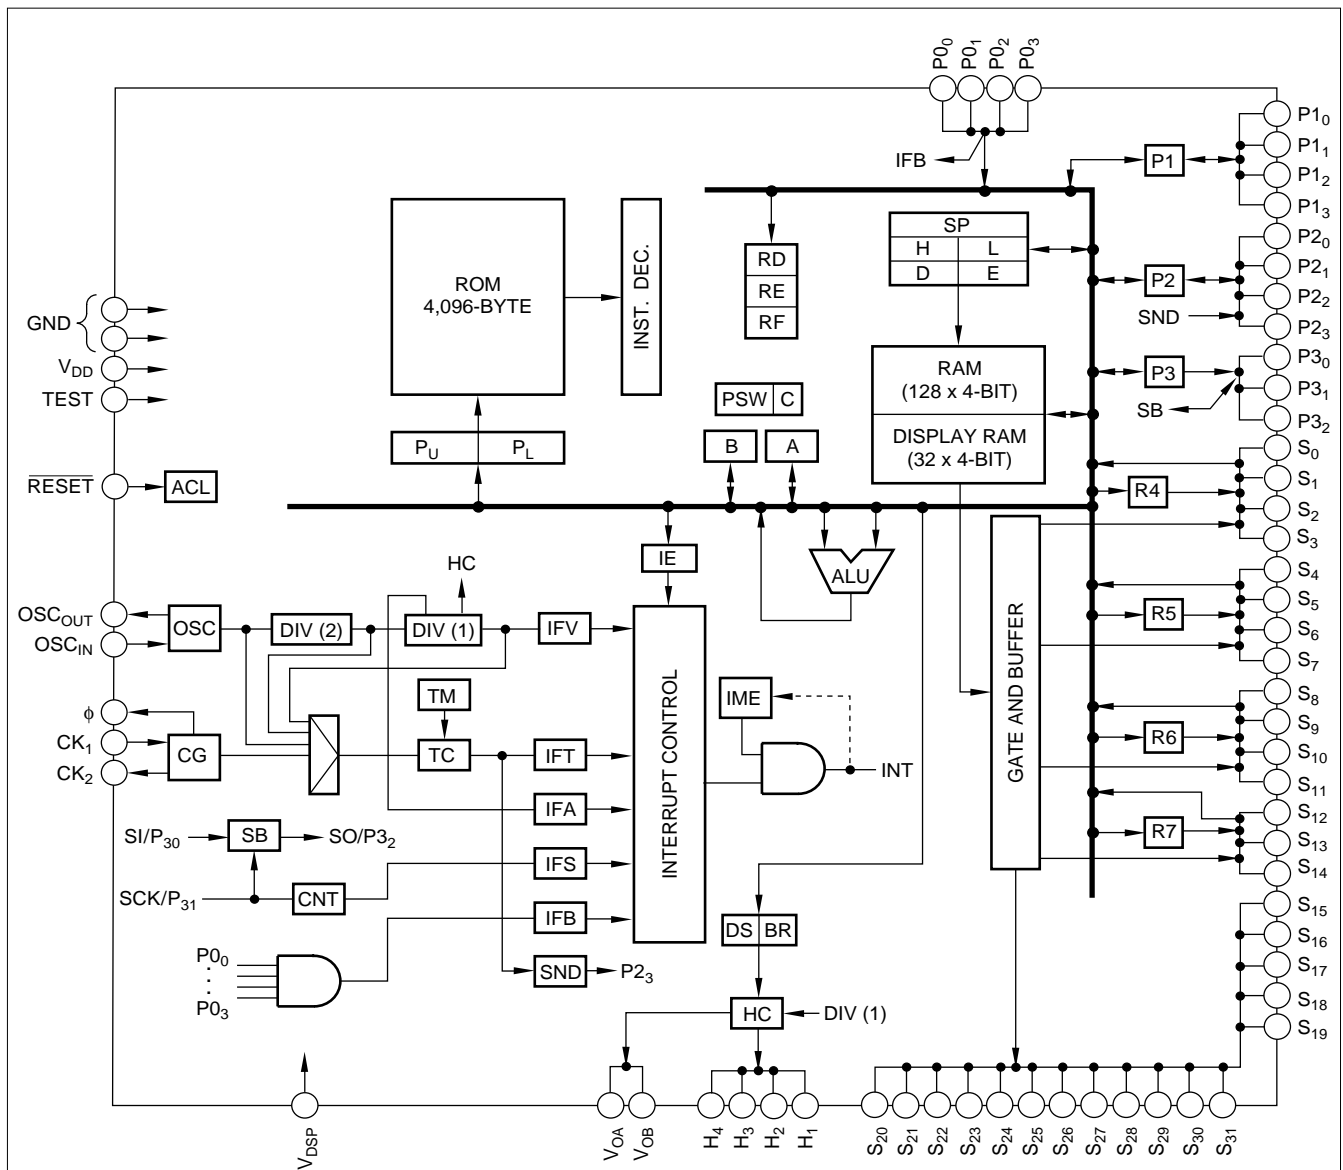 P0₀ P0₁ P0₂ P0₃
P1₀
P1₁
P1₂
P1₃
IFB
P1
P2₀
P2₁
P2₂
P2₃
P2
SND
ROM
4,096-BYTE
INST. DEC.
RD
RE
RF
SP
H L
D E
GND
V_DD
TEST
RAM
(128 x 4-BIT)
DISPLAY RAM
(32 x 4-BIT)
P3
SB
P3₀
P3₁
P3₂
PSW C
B A
P_U P_L
R̅E̅S̅E̅T̅
ACL
R4
S₀
S₁
S₂
S₃
IE
ALU
HC
OSC_OUT
OSC_IN
OSC
DIV (2)
DIV (1)
IFV
R5
S₄
S₅
S₆
S₇
INTERRUPT CONTROL
GATE AND BUFFER
TM
IME
ϕ
CK₁
CK₂
CG
TC
IFT
INT
R6
S₈
S₉
S₁₀
S₁₁
IFA
SI/P₃₀
SB
SO/P3₂
IFS
R7
S₁₂
S₁₃
S₁₄
SCK/P₃₁
CNT
IFB
DS BR
S₁₅
S₁₆
S₁₇
S₁₈
S₁₉
P0₀
P0₃
SND
P2₃
HC
DIV (1)
V_DSP
V_OA V_OB
H₄ H₃ H₂ H₁
S₂₀ S₂₁ S₂₂ S₂₃ S₂₄ S₂₅ S₂₆ S₂₇ S₂₈ S₂₉ S₃₀ S₃₁